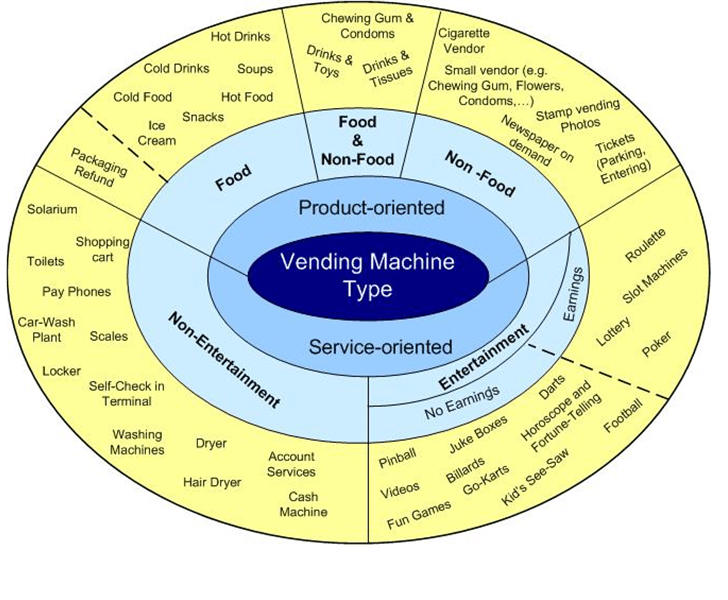 Vending Machine
Type
Product-oriented
Service-oriented
Food
Food
&
Non-Food
Non -Food
Non-Entertainment
Entertainment
Earnings
No Earnings
Hot Drinks
Cold Drinks
Soups
Cold Food
Hot Food
Ice
Cream
Snacks
Packaging
Refund
Chewing Gum &
Condoms
Drinks &
Toys
Drinks &
Tissues
Cigarette
Vendor
Small vendor (e.g.
Chewing Gum, Flowers,
Condoms,...)
Stamp vending
Photos
Newspaper on
demand
Tickets
(Parking,
Entering)
Roulette
Slot Machines
Lottery
Poker
Darts
Horoscope and
Fortune-Telling
Football
Juke Boxes
Pinball
Billards
Go-Karts
Kid's See-Saw
Videos
Fun Games
Solarium
Shopping
cart
Toilets
Pay Phones
Car-Wash
Plant
Scales
Locker
Self-Check in
Terminal
Washing
Machines
Dryer
Account
Services
Hair Dryer
Cash
Machine